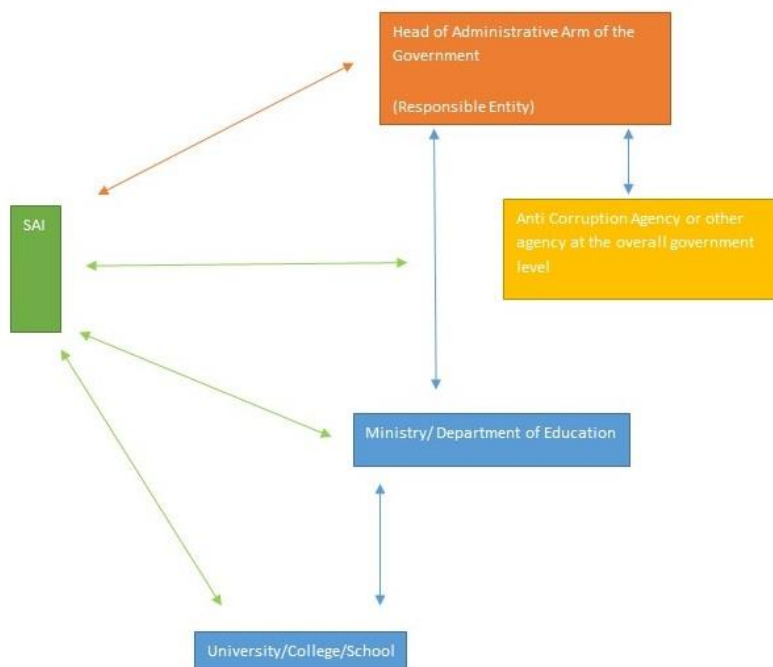 Head of Administrative Arm of the
Government
(Responsible Entity)
SAI
Anti Corruption Agency or other
agency at the overall government
level
Ministry/ Department of Education
University/College/School